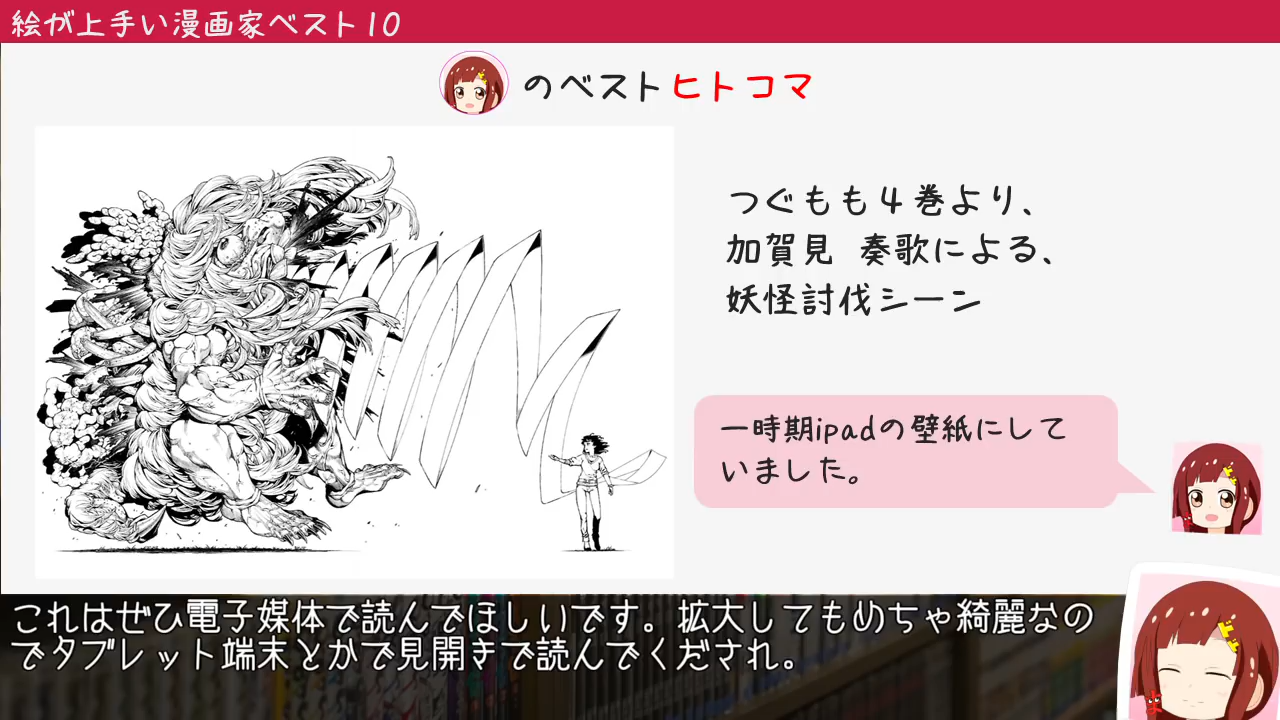 絵が上手い漫画家ベスト10
のベストヒトコマ
つぐもも4巻より、
加賀見 奏歌による、
妖怪討伐シーン
一時期ipadの壁紙にして
いました。
これはぜひ電子媒体で読んでほしいです。拡大してもめちゃ綺麗なの
でタブレット端末とかで見開きで読んでくだされ。